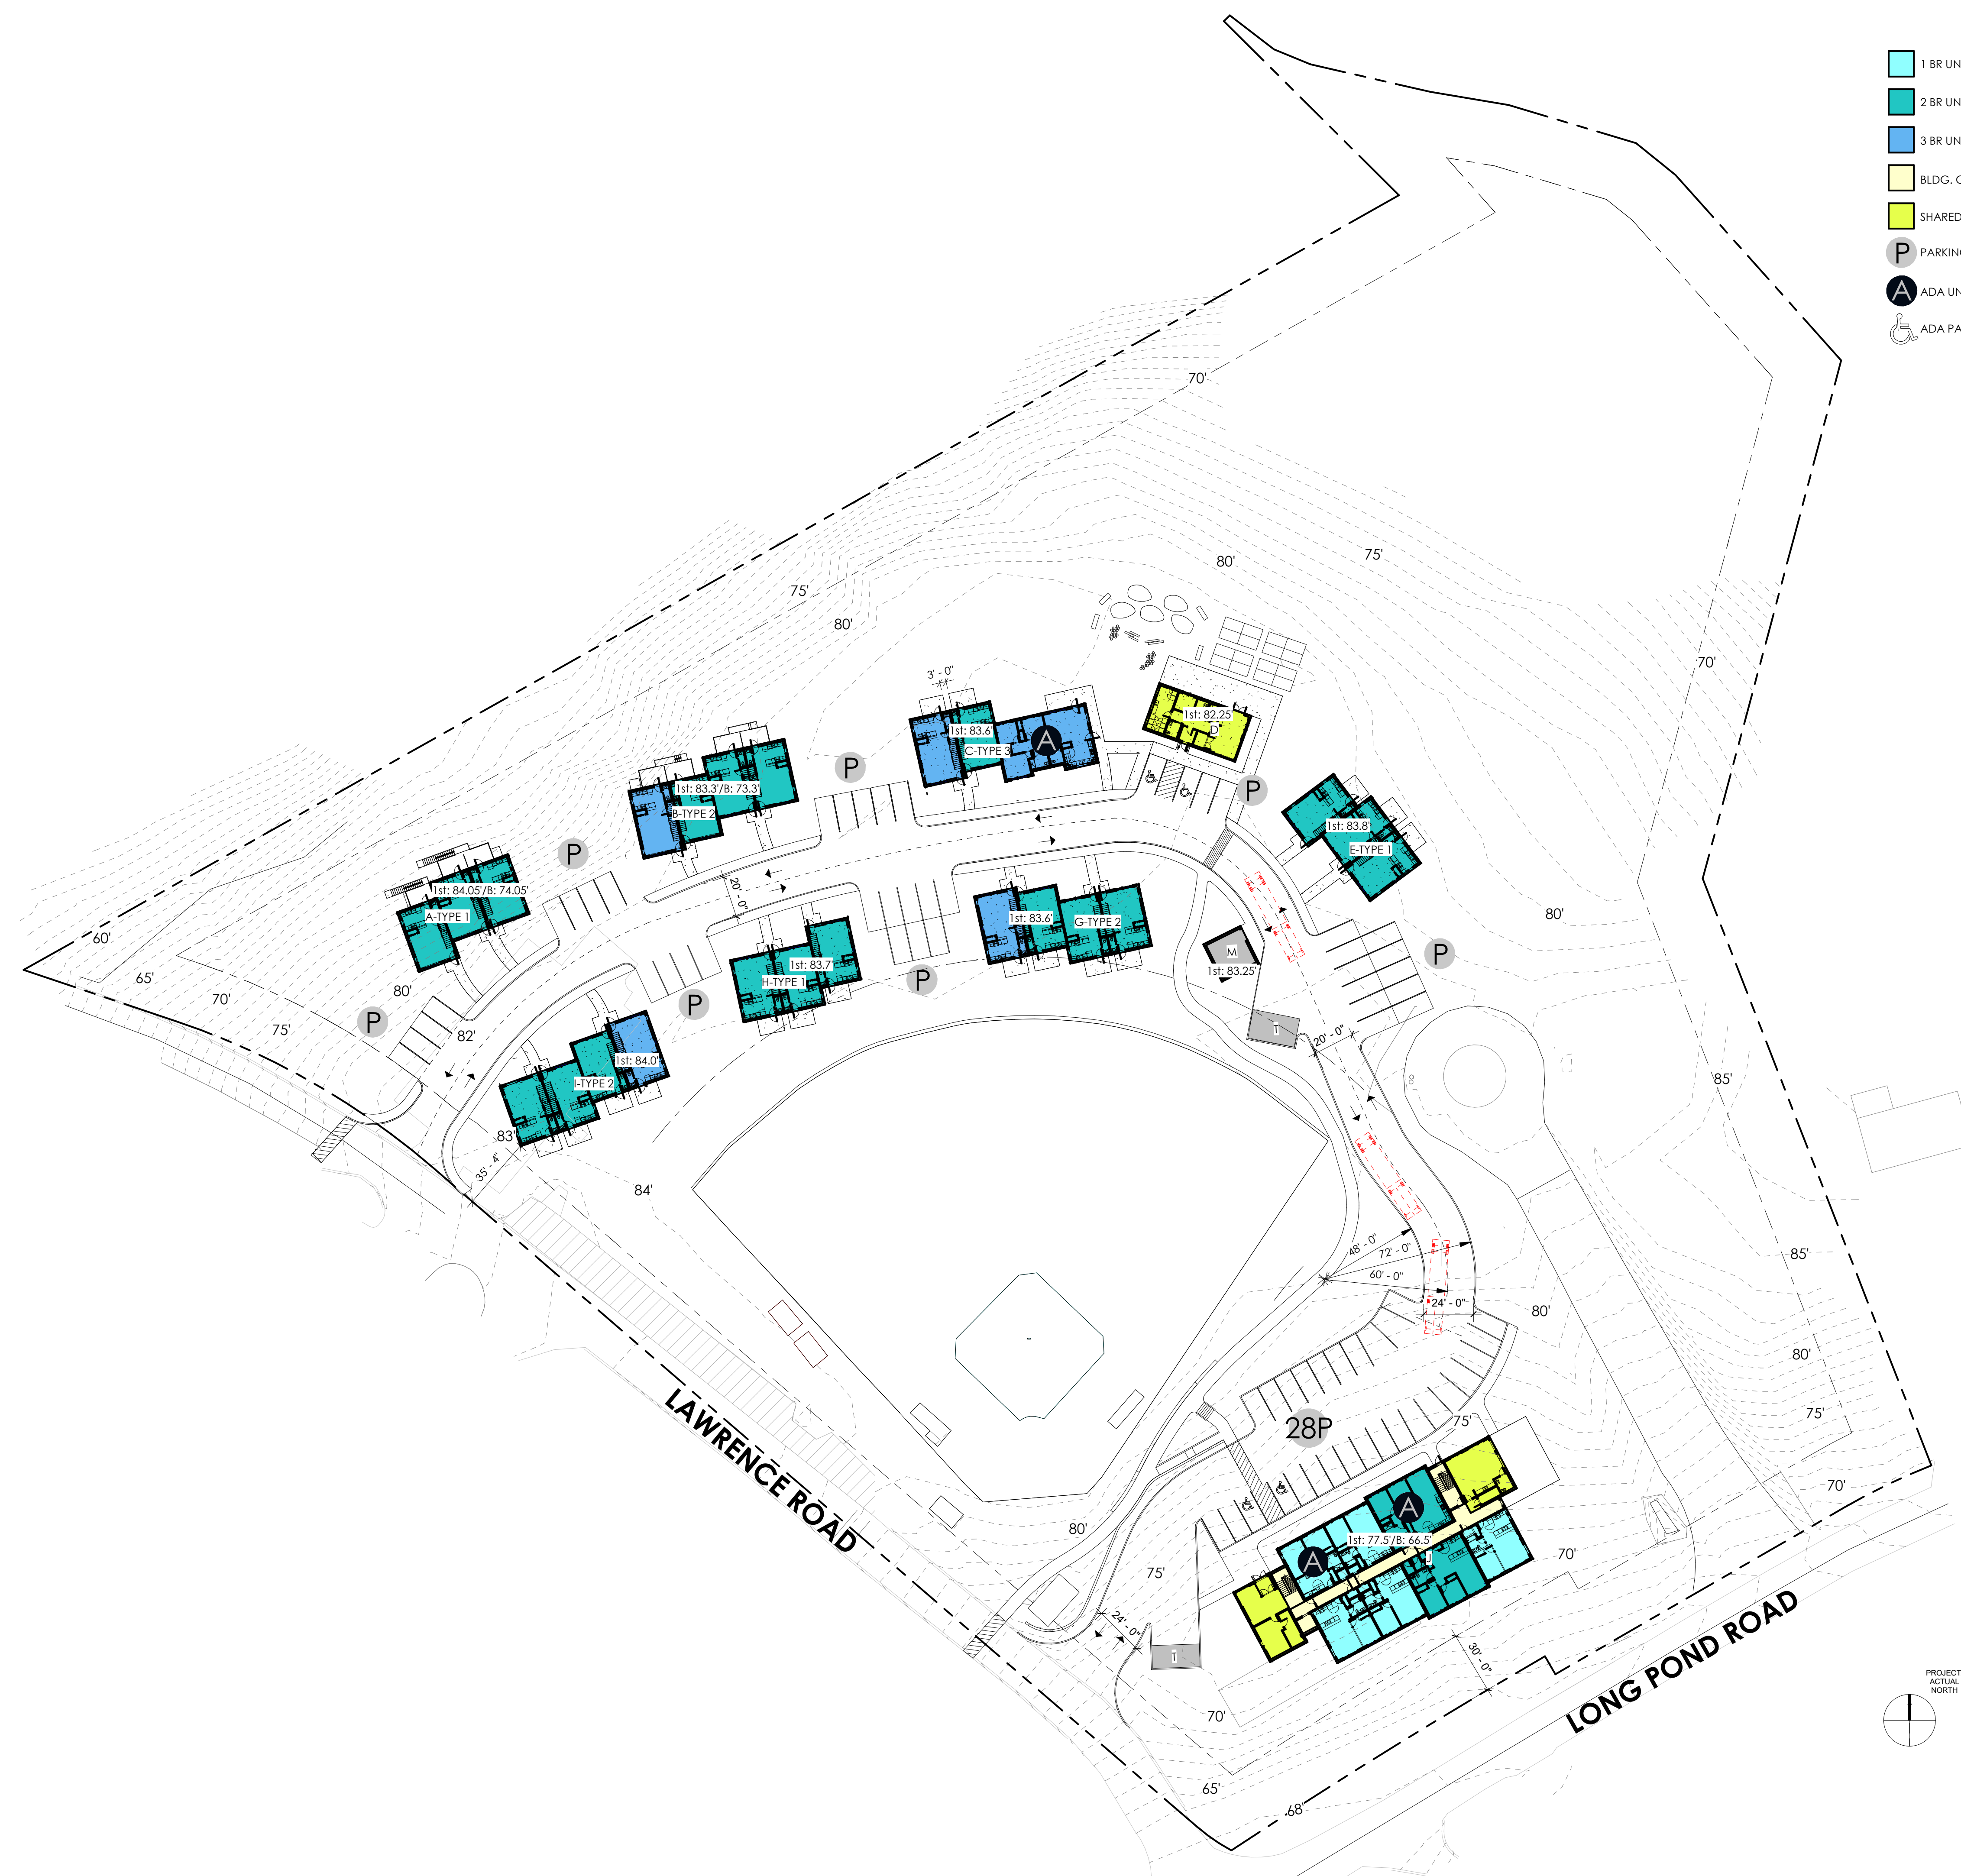 1 BR UN
2 BR UN
3 BR UN
BLDG. C
SHARED
P PARKING
A ADA UN
ADA PA
70'
75'
80'
75'
80'
70'
3' - 0"
1st: 82.25'
D
1st: 83.6'
C-TYPE 3
A
P
1st: 83.3'/B: 73.3'
B-TYPE 2
P
1st: 83.8'
E-TYPE 1
P
1st: 84.05'/B: 74.05'
A-TYPE 1
20' - 0"
1st: 83.6'
G-TYPE 2
80'
60'
65'
70'
75'
80'
82'
P
P
1st: 83.7'
H-TYPE 1
P
M
1st: 83.25'
P
T
20' - 0"
1st: 84.0'
I-TYPE 2
83'
35' - 4"
84'
85'
85'
48' - 0"
72' - 0"
60' - 0"
24' - 0"
80'
80'
75'
70'
LAWRENCE ROAD
28P
75'
80'
75'
A
A
1st: 77.5'/B: 66.5'
J
70'
24' - 0"
T
30' - 0"
LONG POND ROAD
70'
65'
68'
PROJECT
ACTUAL
NORTH